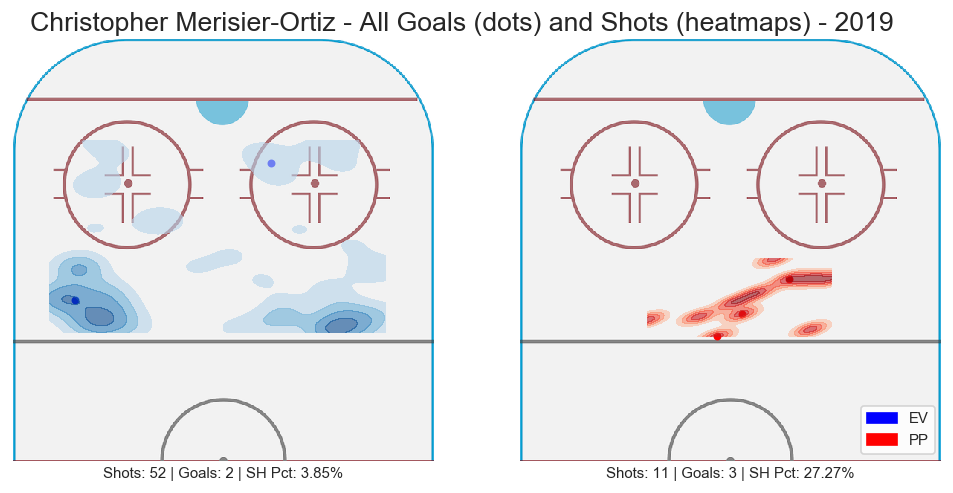 Christopher Merisier-Ortiz - All Goals (dots) and Shots (heatmaps) - 2019
EV
PP
Shots: 52 | Goals: 2 | SH Pct: 3.85%
Shots: 11 | Goals: 3 | SH Pct: 27.27%